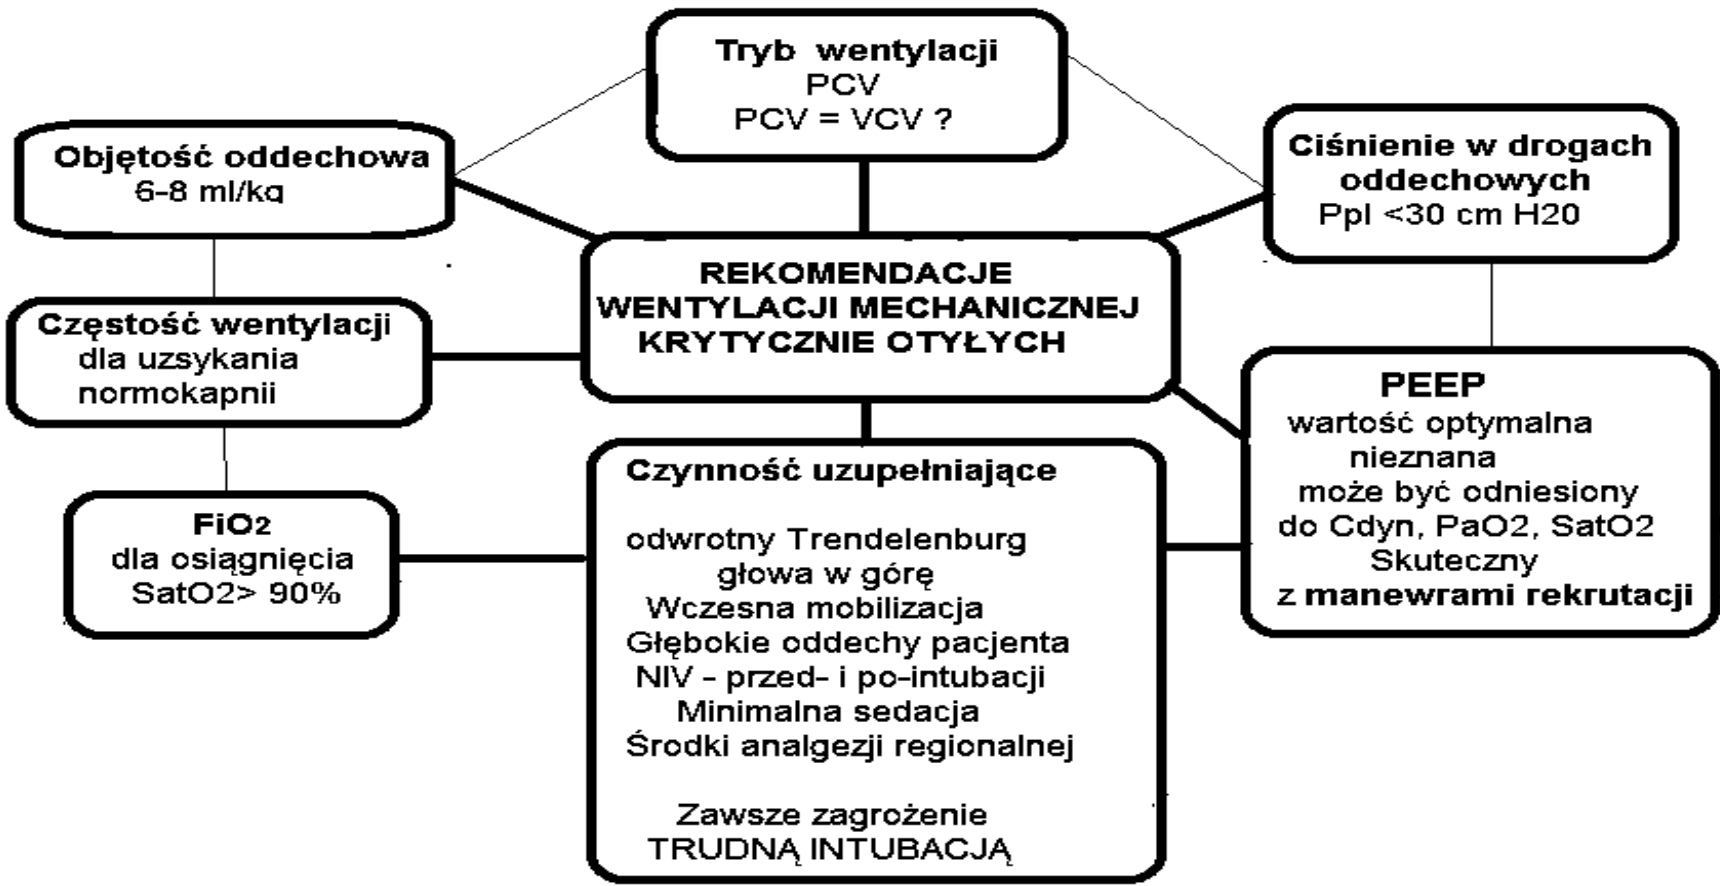 Tryb wentylacji
PCV
PCV = VCV ?
Objętość oddechowa
6-8 ml/kg
Ciśnienie w drogach
oddechowych
Ppl <30 cm H20
REKOMENDACJE
WENTYLACJI MECHANICZNEJ
KRYTYCZNIE OTYŁYCH
Częstość wentylacji
dla uzsykania
normokapnii
PEEP
wartość optymalna
nieznana
może być odniesiony
do Cdyn, PaO2, SatO2
Skuteczny
z manewrami rekrutacji
FiO2
dla osiągnięcia
SatO2> 90%
Czynność uzupełniające
odwrotny Trendelenburg
głowa w górę
Wczesna mobilizacja
Głębokie oddechy pacjenta
NIV - przed- i po-intubacji
Minimalna sedacja
Środki analgezji regionalnej
Zawsze zagrożenie
TRUDNĄ INTUBACJĄ